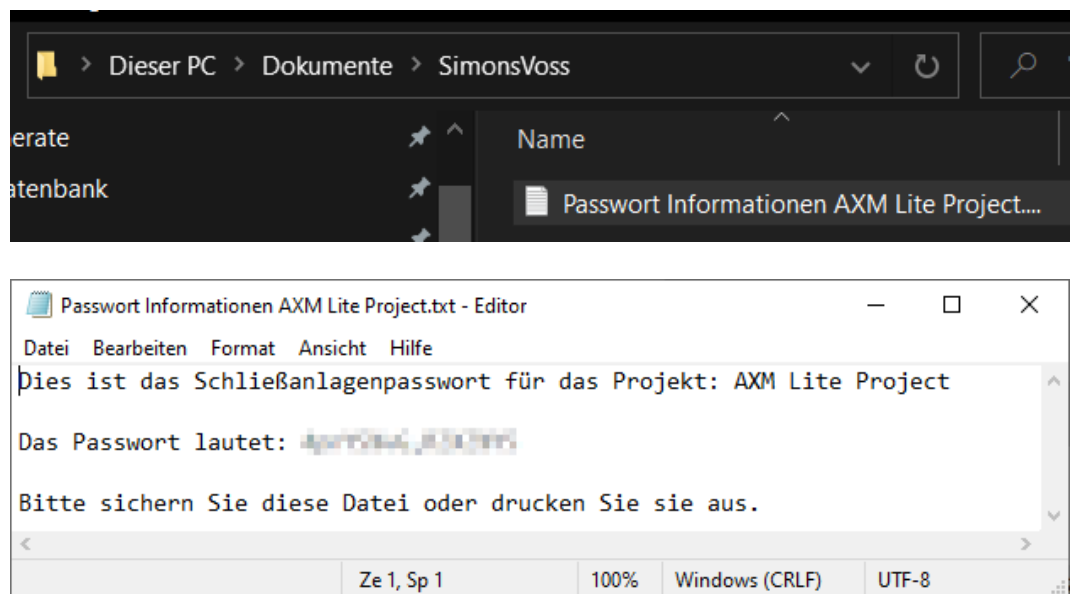 Dieser PC > Dokumente > SimonsVoss
erate
Name
atenbank
Passwort Informationen AXM Lite Project....
Passwort Informationen AXM Lite Project.txt - Editor
Datei Bearbeiten Format Ansicht Hilfe
Dies ist das Schließanlagenpasswort für das Projekt: AXM Lite Project
Das Passwort lautet:
Bitte sichern Sie diese Datei oder drucken Sie sie aus.
Ze 1, Sp 1 100% Windows (CRLF) UTF-8